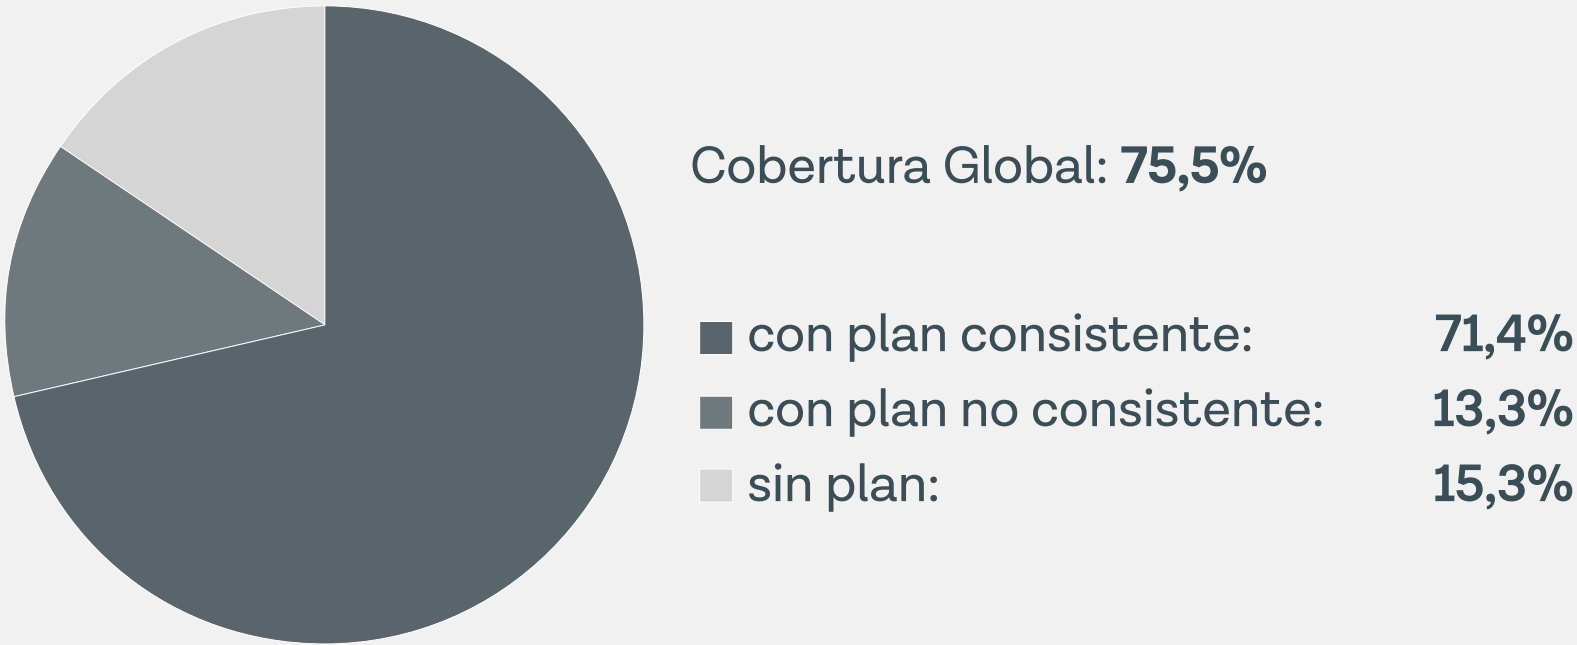 Cobertura Global: 75,5%
con plan consistente: 71,4%
con plan no consistente: 13,3%
sin plan: 15,3%